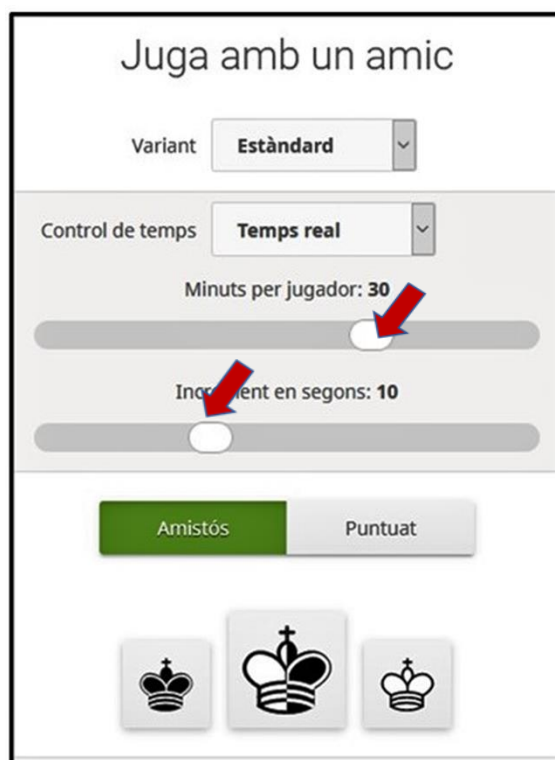 Juga amb un amic
Variant Estàndard
Control de temps Temps real
Minuts per jugador: 30
Increment en segons: 10
Amistós Puntuat